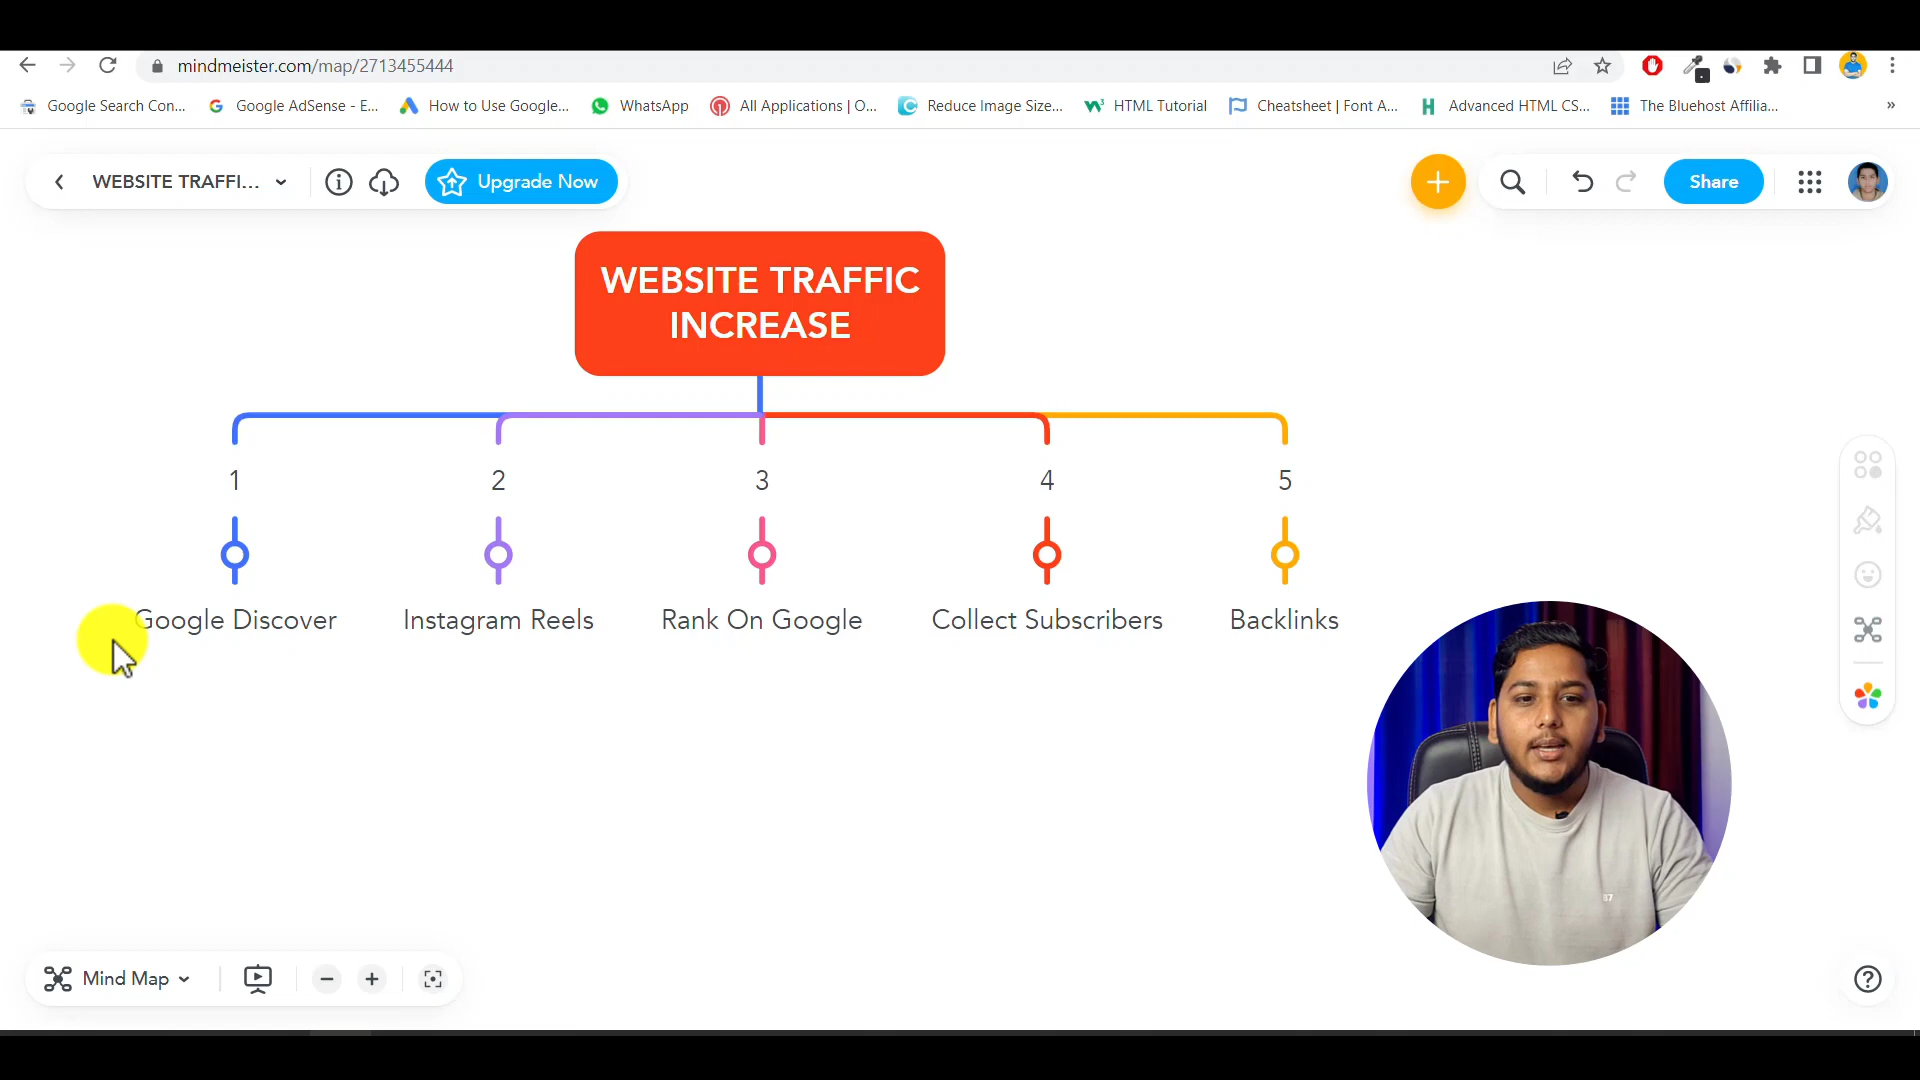 mindmeister.com/map/2713455444
Google Search Con...
Google AdSense - E...
How to Use Google...
WhatsApp
All Applications | O...
Reduce Image Size...
HTML Tutorial
Cheatsheet | Font A...
Advanced HTML CS...
The Bluehost Affilia...
»
WEBSITE TRAFFI...
Upgrade Now
Share
WEBSITE TRAFFIC
INCREASE
1 2 3 4 5
Google Discover
Instagram Reels
Rank On Google
Collect Subscribers
Backlinks
Mind Map